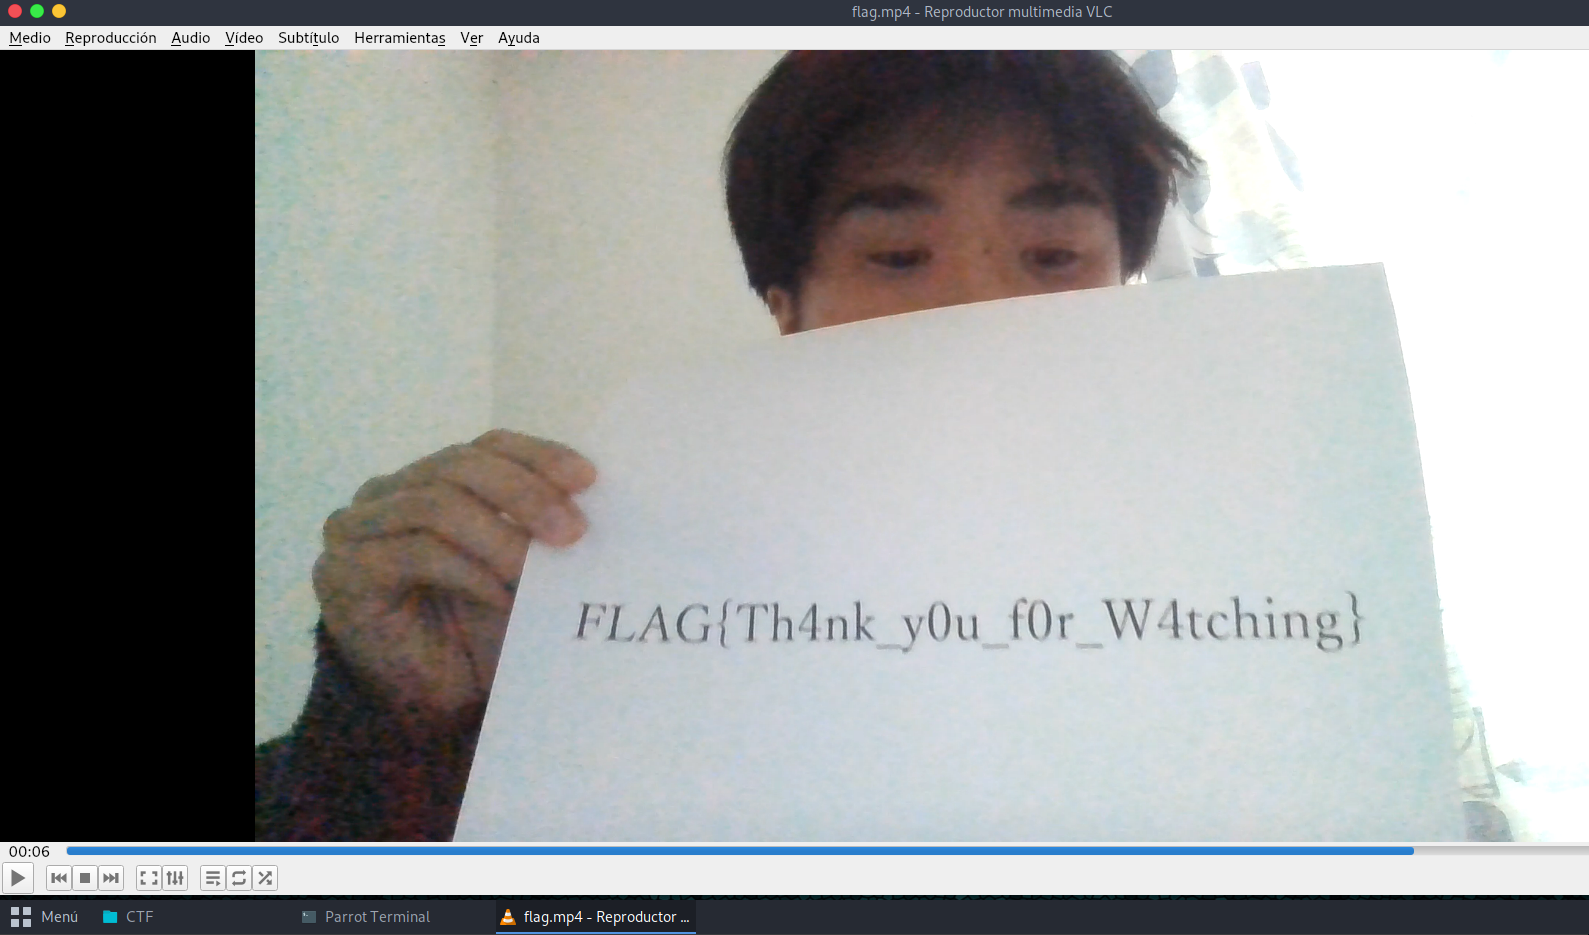 flag.mp4 - Reproductor multimedia VLC
Medio Reproducción Audio Vídeo Subtítulo Herramientas Ver Ayuda
FLAG{Th4nk_y0u_f0r_W4tching}
00:06
Menú CTF Parrot Terminal flag.mp4 - Reproductor ...